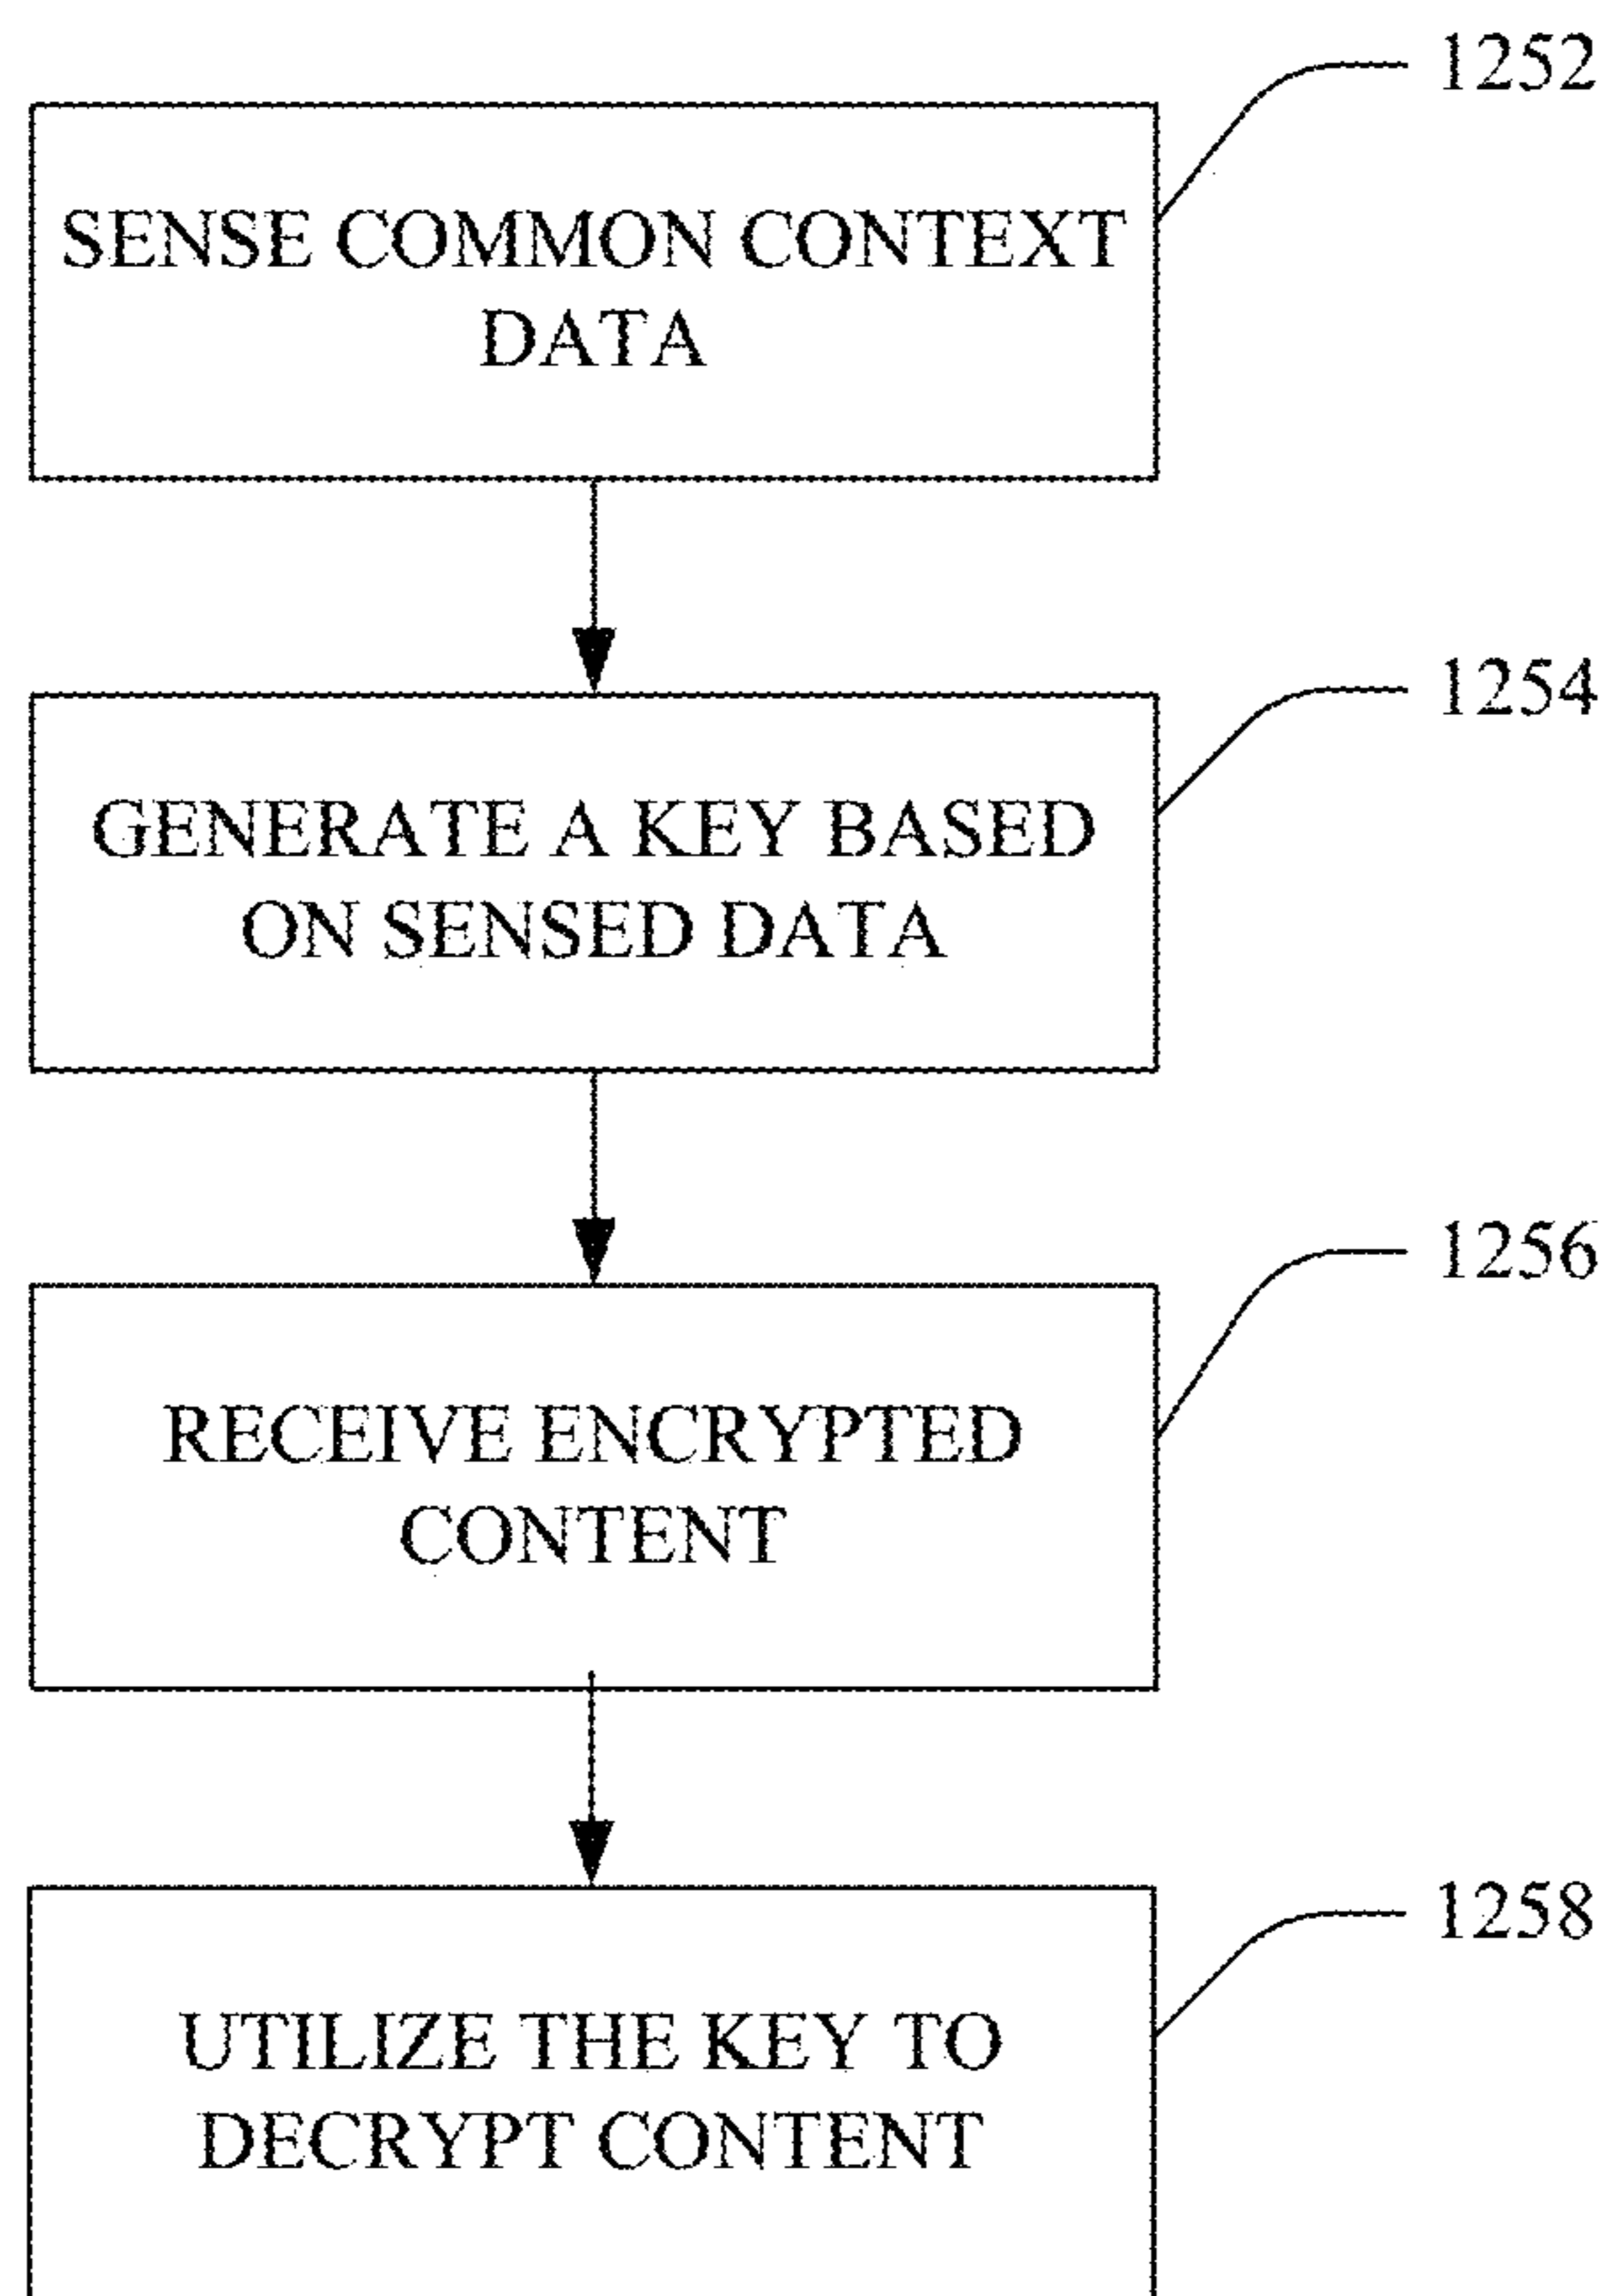 1252
SENSE COMMON CONTEXT
DATA
1254
GENERATE A KEY BASED
ON SENSED DATA
1256
RECEIVE ENCRYPTED
CONTENT
1258
UTILIZE THE KEY TO
DECRYPT CONTENT